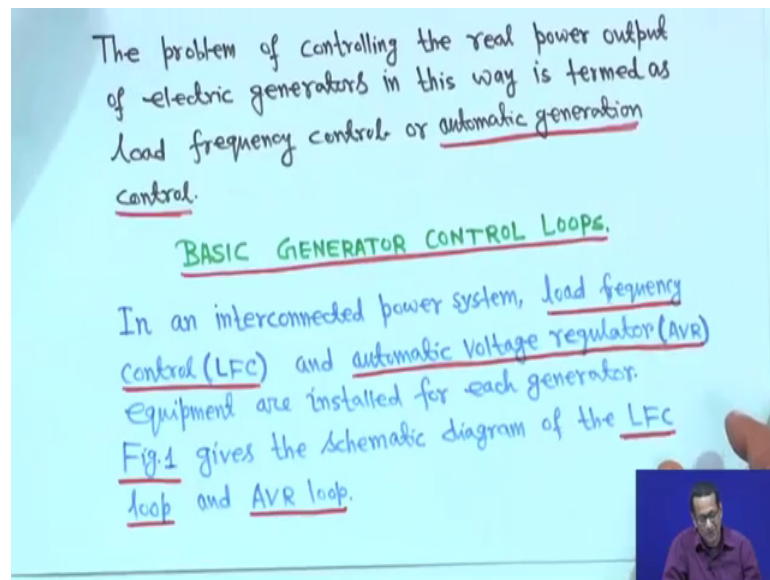 The problem of controlling the real power output
of electric generators in this way is termed as
load frequency control or automatic generation
control.
BASIC GENERATOR CONTROL LOOPS.
In an interconnected power system, load frequency
control (LFC) and automatic voltage regulator (AVR)
equipment are installed for each generator.
Fig.1 gives the schematic diagram of the LFC
loop and AVR loop.